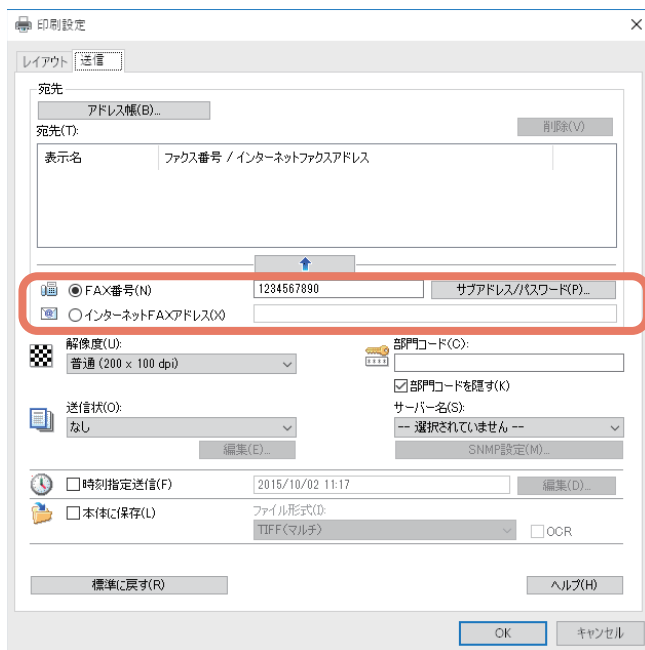 印刷設定
レイアウト 送信
宛先
アドレス帳(B)...
宛先(T): 削除(V)
表示名 ファクス番号 / インターネットファクスアドレス
FAX番号(N) 1234567890 サブアドレス/パスワード(P)...
インターネットFAXアドレス(X)
解像度(U): 部門コード(C):
普通 (200 x 100 dpi)
部門コードを隠す(K)
送信状(O): サーバー名(S):
なし -- 選択されていません --
編集(E)... SNMP設定(M)...
時刻指定送信(F) 2015/10/02 11:17 編集(D)...
本体に保存(L) ファイル形式(I):
TIFF(マルチ) OCR
標準に戻す(R) ヘルプ(H)
OK キャンセル